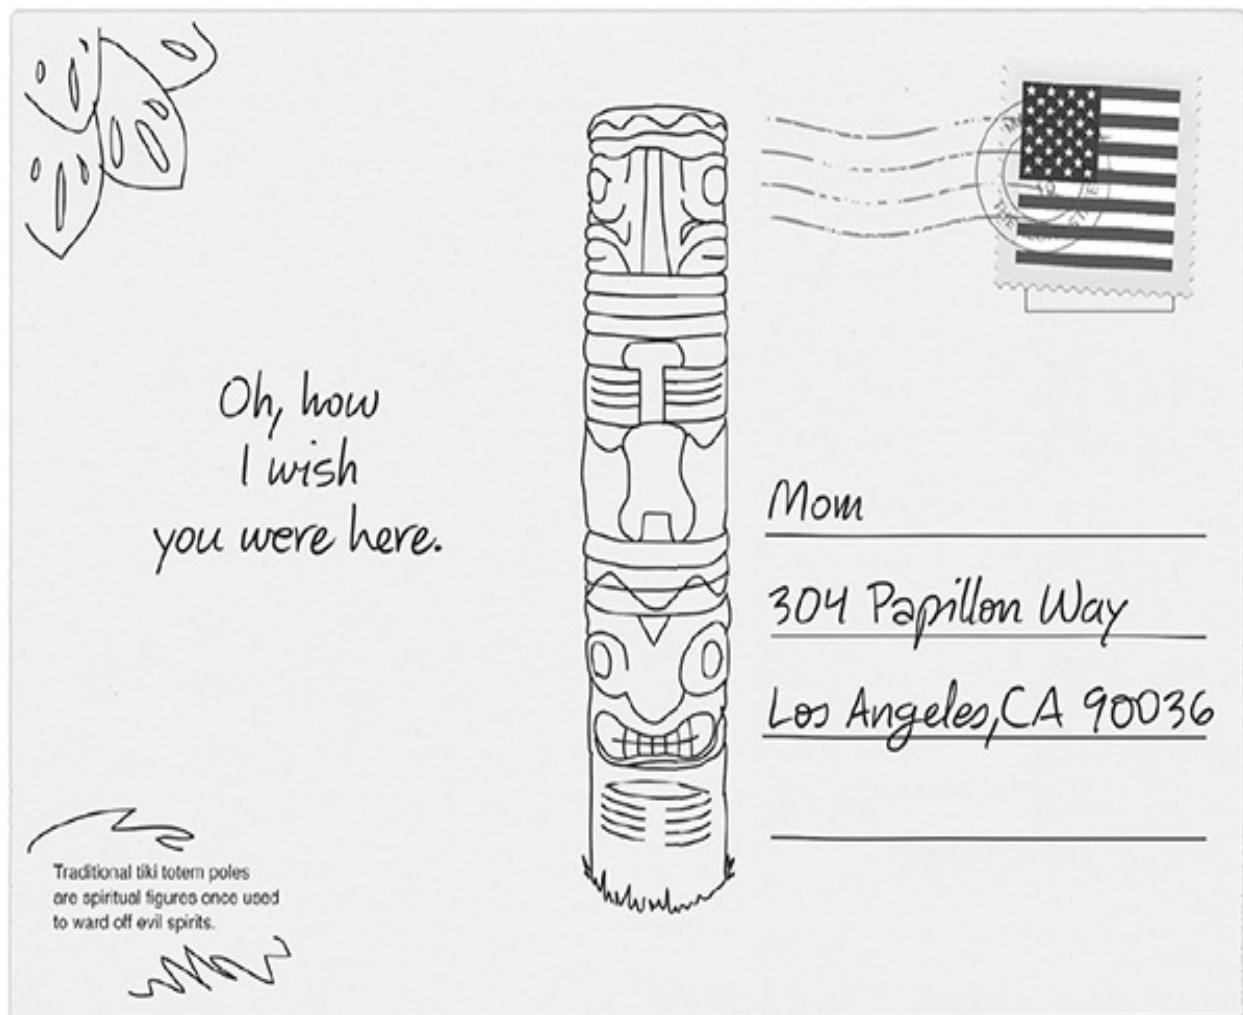 Oh, how
I wish
you were here.
Mom
304 Papillon Way
Los Angeles, CA 90036
Traditional tiki totem poles
are spiritual figures once used
to ward off evil spirits.